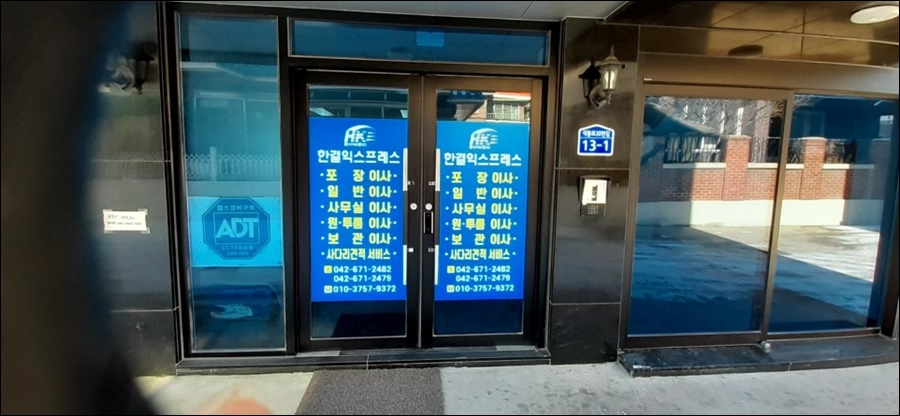 ADT
HK
한결익스프레스
포 장 이사
일 반 이사
사무실 이사
원·투룸 이사
보 관 이사
·사다리견적 서비스·
042-671-2482
042-671-2479
010-3757-9372
HK
한결익스프레스
포 장 이사
일 반 이사
사무실 이사
원·투룸 이사
보 관 이사
·사다리견적 서비스·
042-671-2482
042-671-2479
010-3757-9372
13-1